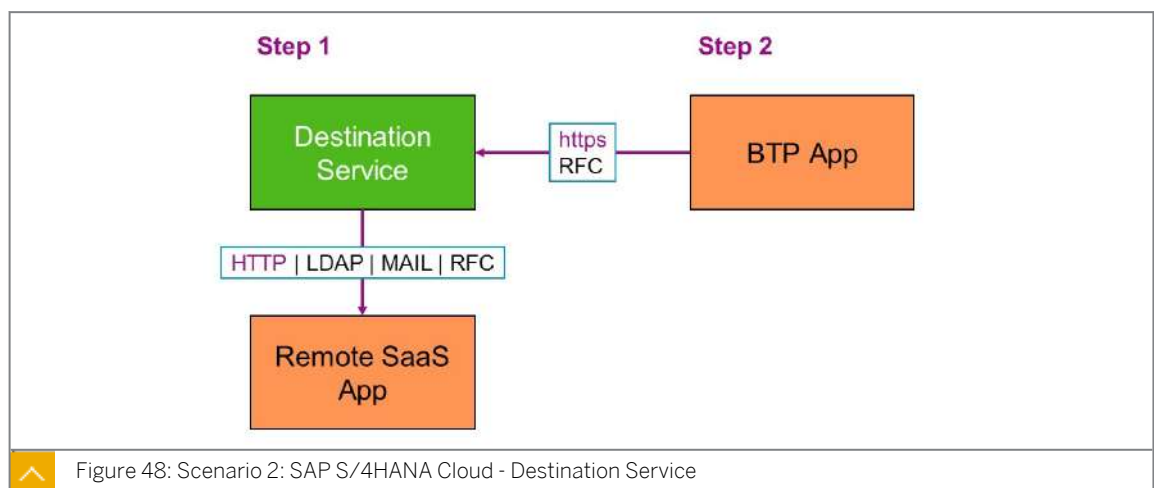 Step 1
Step 2
Destination
Service
https
RFC
BTP App
HTTP | LDAP | MAIL | RFC
Remote SaaS
App
Figure 48: Scenario 2: SAP S/4HANA Cloud - Destination Service